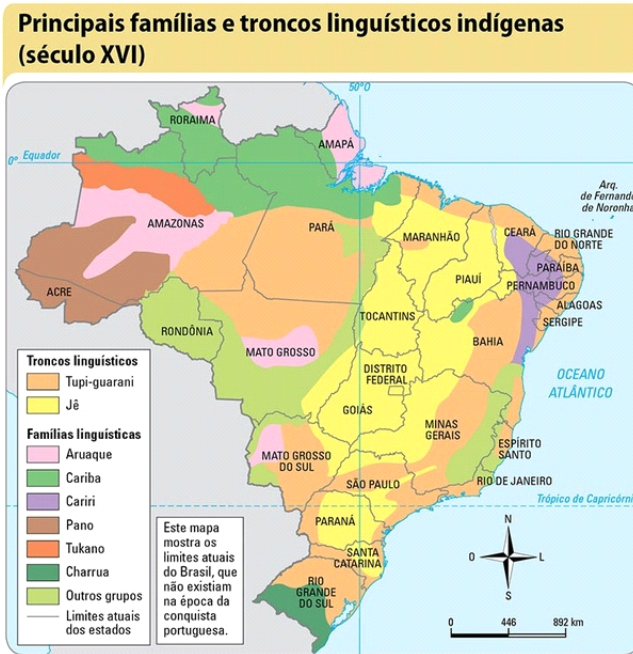 Principais famílias e troncos linguísticos indígenas
(século XVI)
50º O
RORAIMA
AMAPÁ
0º Equador
Arq.
de Fernando
de Noronha
AMAZONAS
PARÁ
MARANHÃO
CEARÁ
RIO GRANDE
DO NORTE
PARAÍBA
PIAUÍ
PERNAMBUCO
ACRE
ALAGOAS
TOCANTINS
SERGIPE
RONDÔNIA
BAHIA
MATO GROSSO
DISTRITO
FEDERAL
OCEANO
ATLÂNTICO
GOIÁS
MINAS
GERAIS
ESPÍRITO
SANTO
MATO GROSSO
DO SUL
SÃO PAULO
RIO DE JANEIRO
Trópico de Capricórni
PARANÁ
SANTA
CATARINA
RIO
GRANDE
DO SUL
Troncos linguísticos
Tupi-guarani
Jê
Famílias linguísticas
Aruaque
Cariba
Cariri
Pano
Tukano
Charrua
Outros grupos
Limites atuais
dos estados
Este mapa
mostra os
limites atuais
do Brasil, que
não existiam
na época da
conquista
portuguesa.
N
O
L
S
0
446
892 km